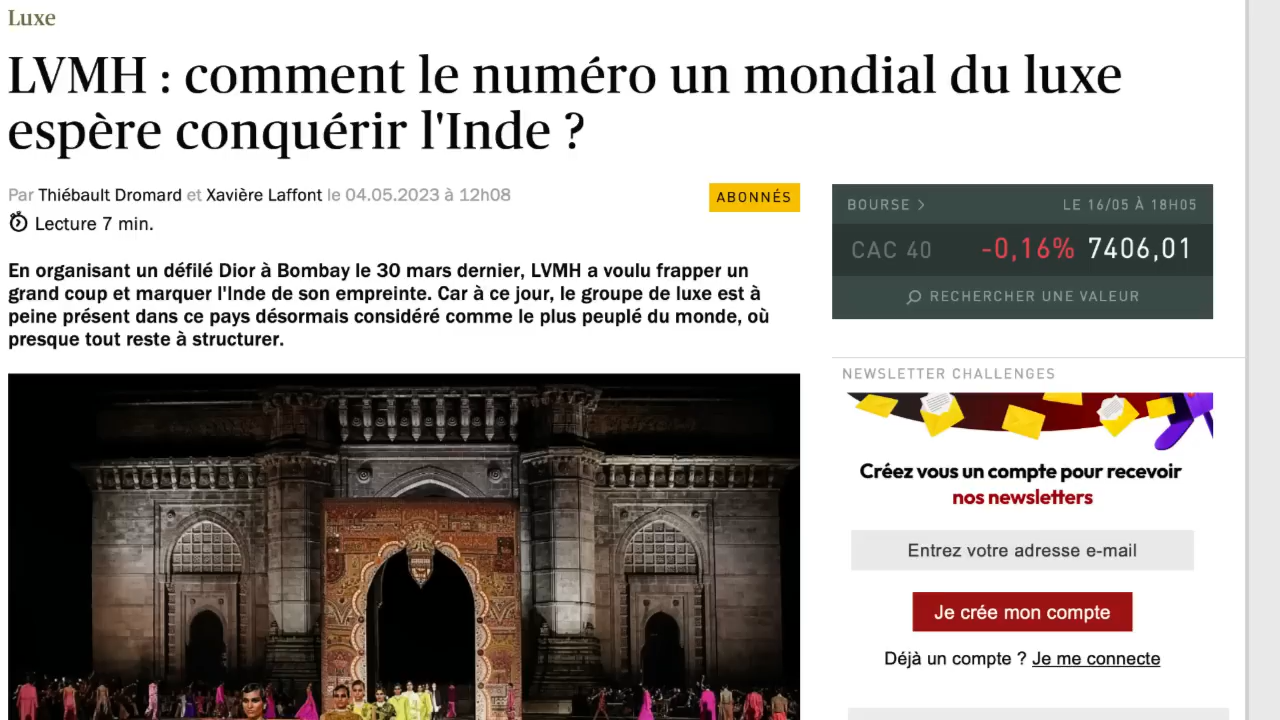 Luxe
LVMH : comment le numéro un mondial du luxe
espère conquérir l'Inde ?
Par Thiébault Dromard et Xavière Laffont le 04.05.2023 à 12h08
ABONNÉS
Lecture 7 min.
En organisant un défilé Dior à Bombay le 30 mars dernier, LVMH a voulu frapper un
grand coup et marquer l'Inde de son empreinte. Car à ce jour, le groupe de luxe est à
peine présent dans ce pays désormais considéré comme le plus peuplé du monde, où
presque tout reste à structurer.
BOURSE > LE 16/05 À 18H05
CAC 40 -0,16% 7406,01
RECHERCHER UNE VALEUR
NEWSLETTER CHALLENGES
Créez vous un compte pour recevoir
nos newsletters
Entrez votre adresse e-mail
Je crée mon compte
Déjà un compte ? Je me connecte